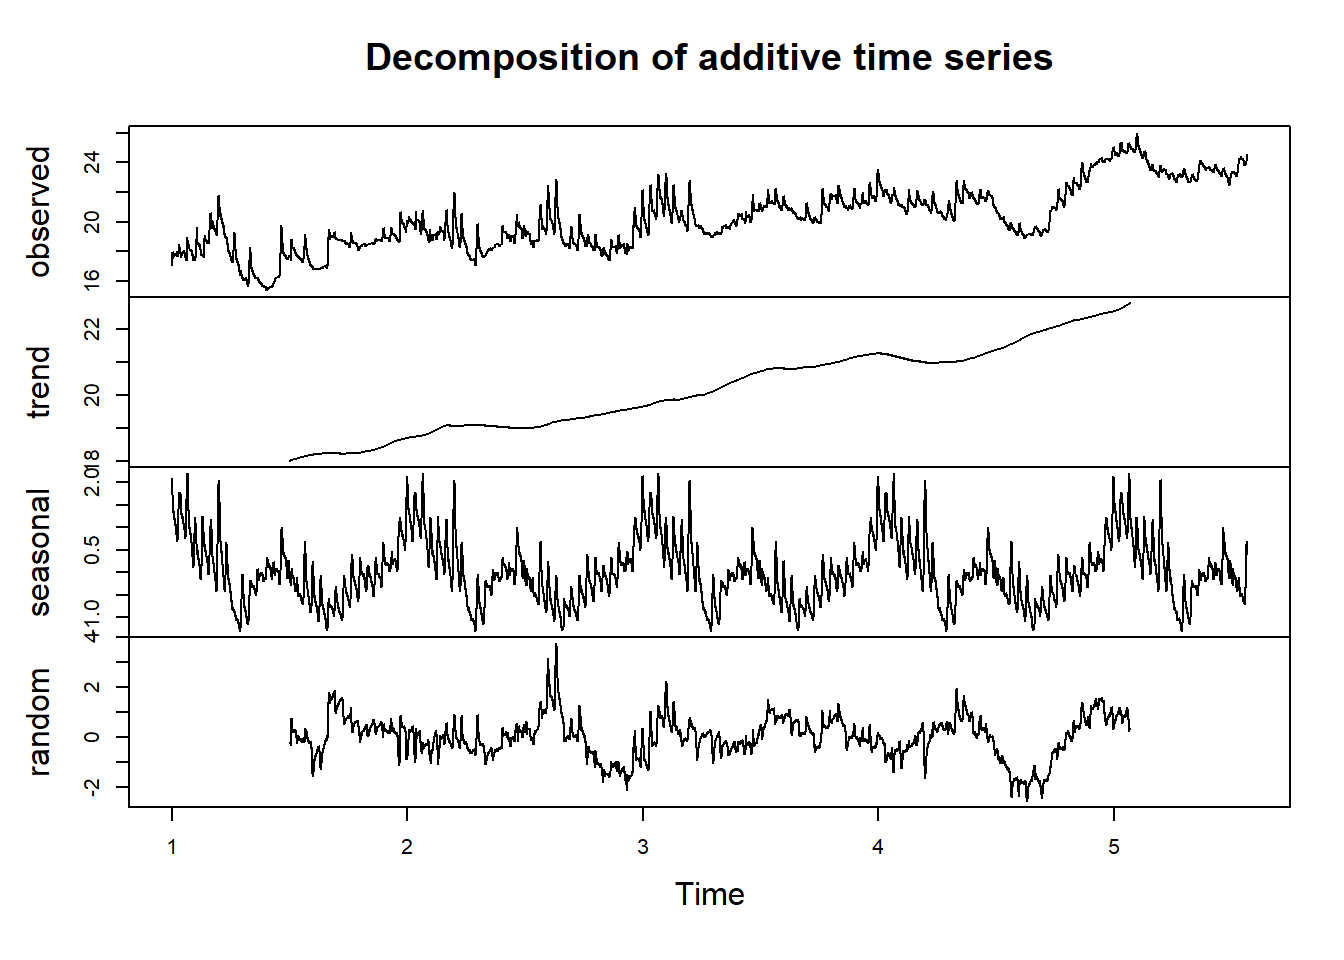 Decomposition of additive time series
observed
16 20 24
trend
18 20 22
seasonal
-1.0 0.5 2.0
random
-2 0 2 4
1 2 3 4 5
Time